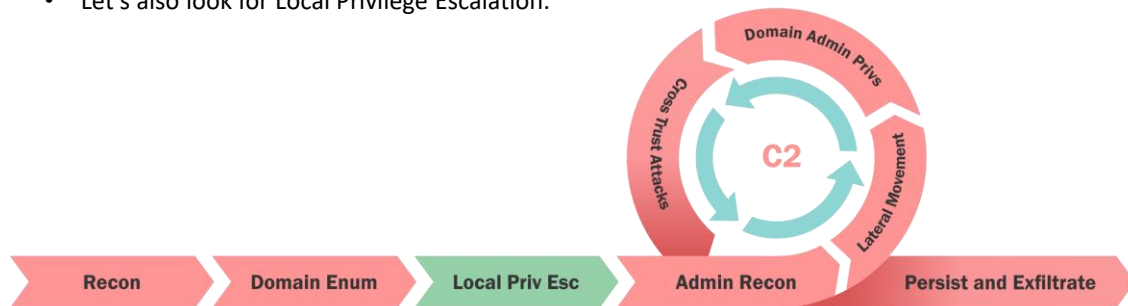 • Let's also look for Local Privilege Escalation.
Domain Admin Privs
Cross Trust Attacks
C2
Lateral Movement
Recon
Domain Enum
Local Priv Esc
Admin Recon
Persist and Exfiltrate